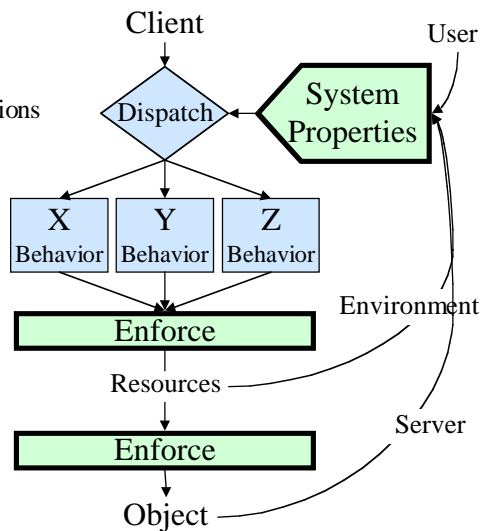 Client
User
ions
Dispatch
System
Properties
X
Behavior
Y
Behavior
Z
Behavior
Environment
Enforce
Resources
Server
Enforce
Object